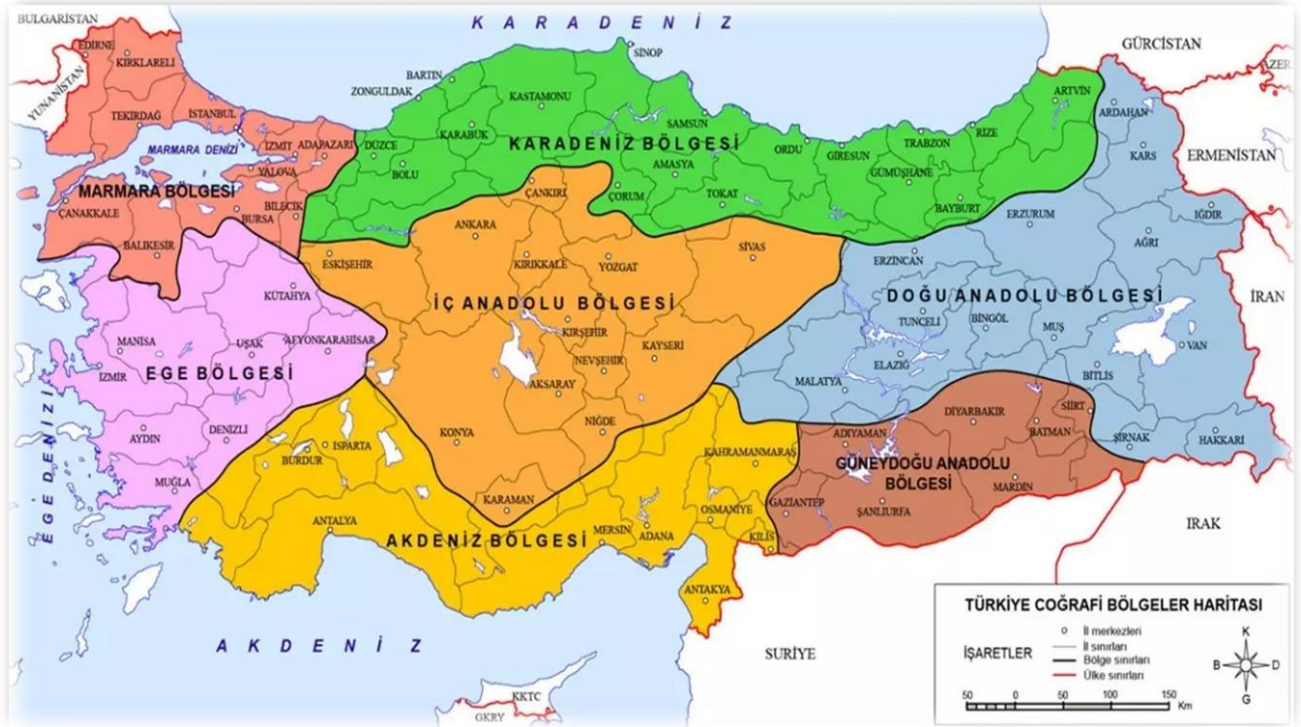 BULGARİSTAN
YUNANİSTAN
KARADENİZ
GÜRCİSTAN
AZER
ERMENİSTAN
İRAN
IRAK
SURİYE
EDİRNE
KIRKLARELİ
TEKİRDAĞ
İSTANBUL
MARMARA DENİZİ
İZMİT
ADAPAZARI
YALOVA
MARMARA BÖLGESİ
ÇANAKKALE
BURSA
BİLECİK
BALIKESİR
SİNOP
BARTIN
ZONGULDAK
KASTAMONU
KARABÜK
SAMSUN
KARADENİZ BÖLGESİ
DÜZCE
BOLU
AMASYA
ORDU
GİRESUN
TRABZON
RİZE
ARTVİN
GÜMÜŞHANE
ÇORUM
TOKAT
BAYBURT
ÇANKIRI
ANKARA
ESKİŞEHİR
KIRIKKALE
YOZGAT
SİVAS
İÇ ANADOLU BÖLGESİ
KIRŞEHİR
NEVŞEHİR
KAYSERİ
AKSARAY
NİĞDE
KONYA
KARAMAN
ARDAHAN
KARS
IĞDIR
ERZURUM
AĞRI
ERZİNCAN
DOĞU ANADOLU BÖLGESİ
TUNCELİ
BİNGÖL
MUŞ
VAN
ELAZIĞ
BİTLİS
MALATYA
ŞIRNAK
HAKKARİ
KÜTAHYA
MANİSA
UŞAK
AFYONKARAHİSAR
EGE BÖLGESİ
İZMİR
AYDIN
DENİZLİ
MUĞLA
EGE DENİZİ
ISPARTA
BURDUR
ANTALYA
AKDENİZ BÖLGESİ
MERSİN
ADANA
OSMANİYE
KAHRAMANMARAŞ
KİLİS
ANTAKYA
DİYARBAKIR
SİİRT
BATMAN
ADIYAMAN
GÜNEYDOĞU ANADOLU
BÖLGESİ
MARDİN
GAZİANTEP
ŞANLIURFA
AKDENİZ
KKTC
GKRY
TÜRKİYE COĞRAFİ BÖLGELER HARİTASI
İŞARETLER
İl merkezleri
İl sınırları
Bölge sınırları
Ülke sınırları
K
B
D
G
50 0 50 100 150
Km